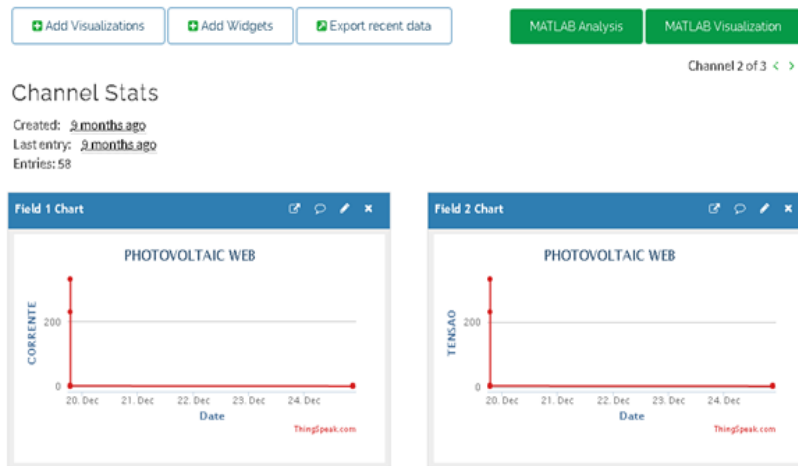 Add Visualizations
Add Widgets
Export recent data
MATLAB Analysis
MATLAB Visualization
Channel 2 of 3 < >
Channel Stats
Created: 9 months ago
Last entry: 9 months ago
Entries: 58
Field 1 Chart
PHOTOVOLTAIC WEB
CORRENTE
200
0
20. Dec 21. Dec 22. Dec 23. Dec 24. Dec
Date
ThingSpeak.com
Field 2 Chart
PHOTOVOLTAIC WEB
TENSAO
200
0
20. Dec 21. Dec 22. Dec 23. Dec 24. Dec
Date
ThingSpeak.com